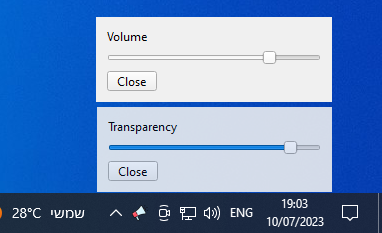 Volume
Close
Transparency
Close
28°C שמשי ENG 19:03
10/07/2023